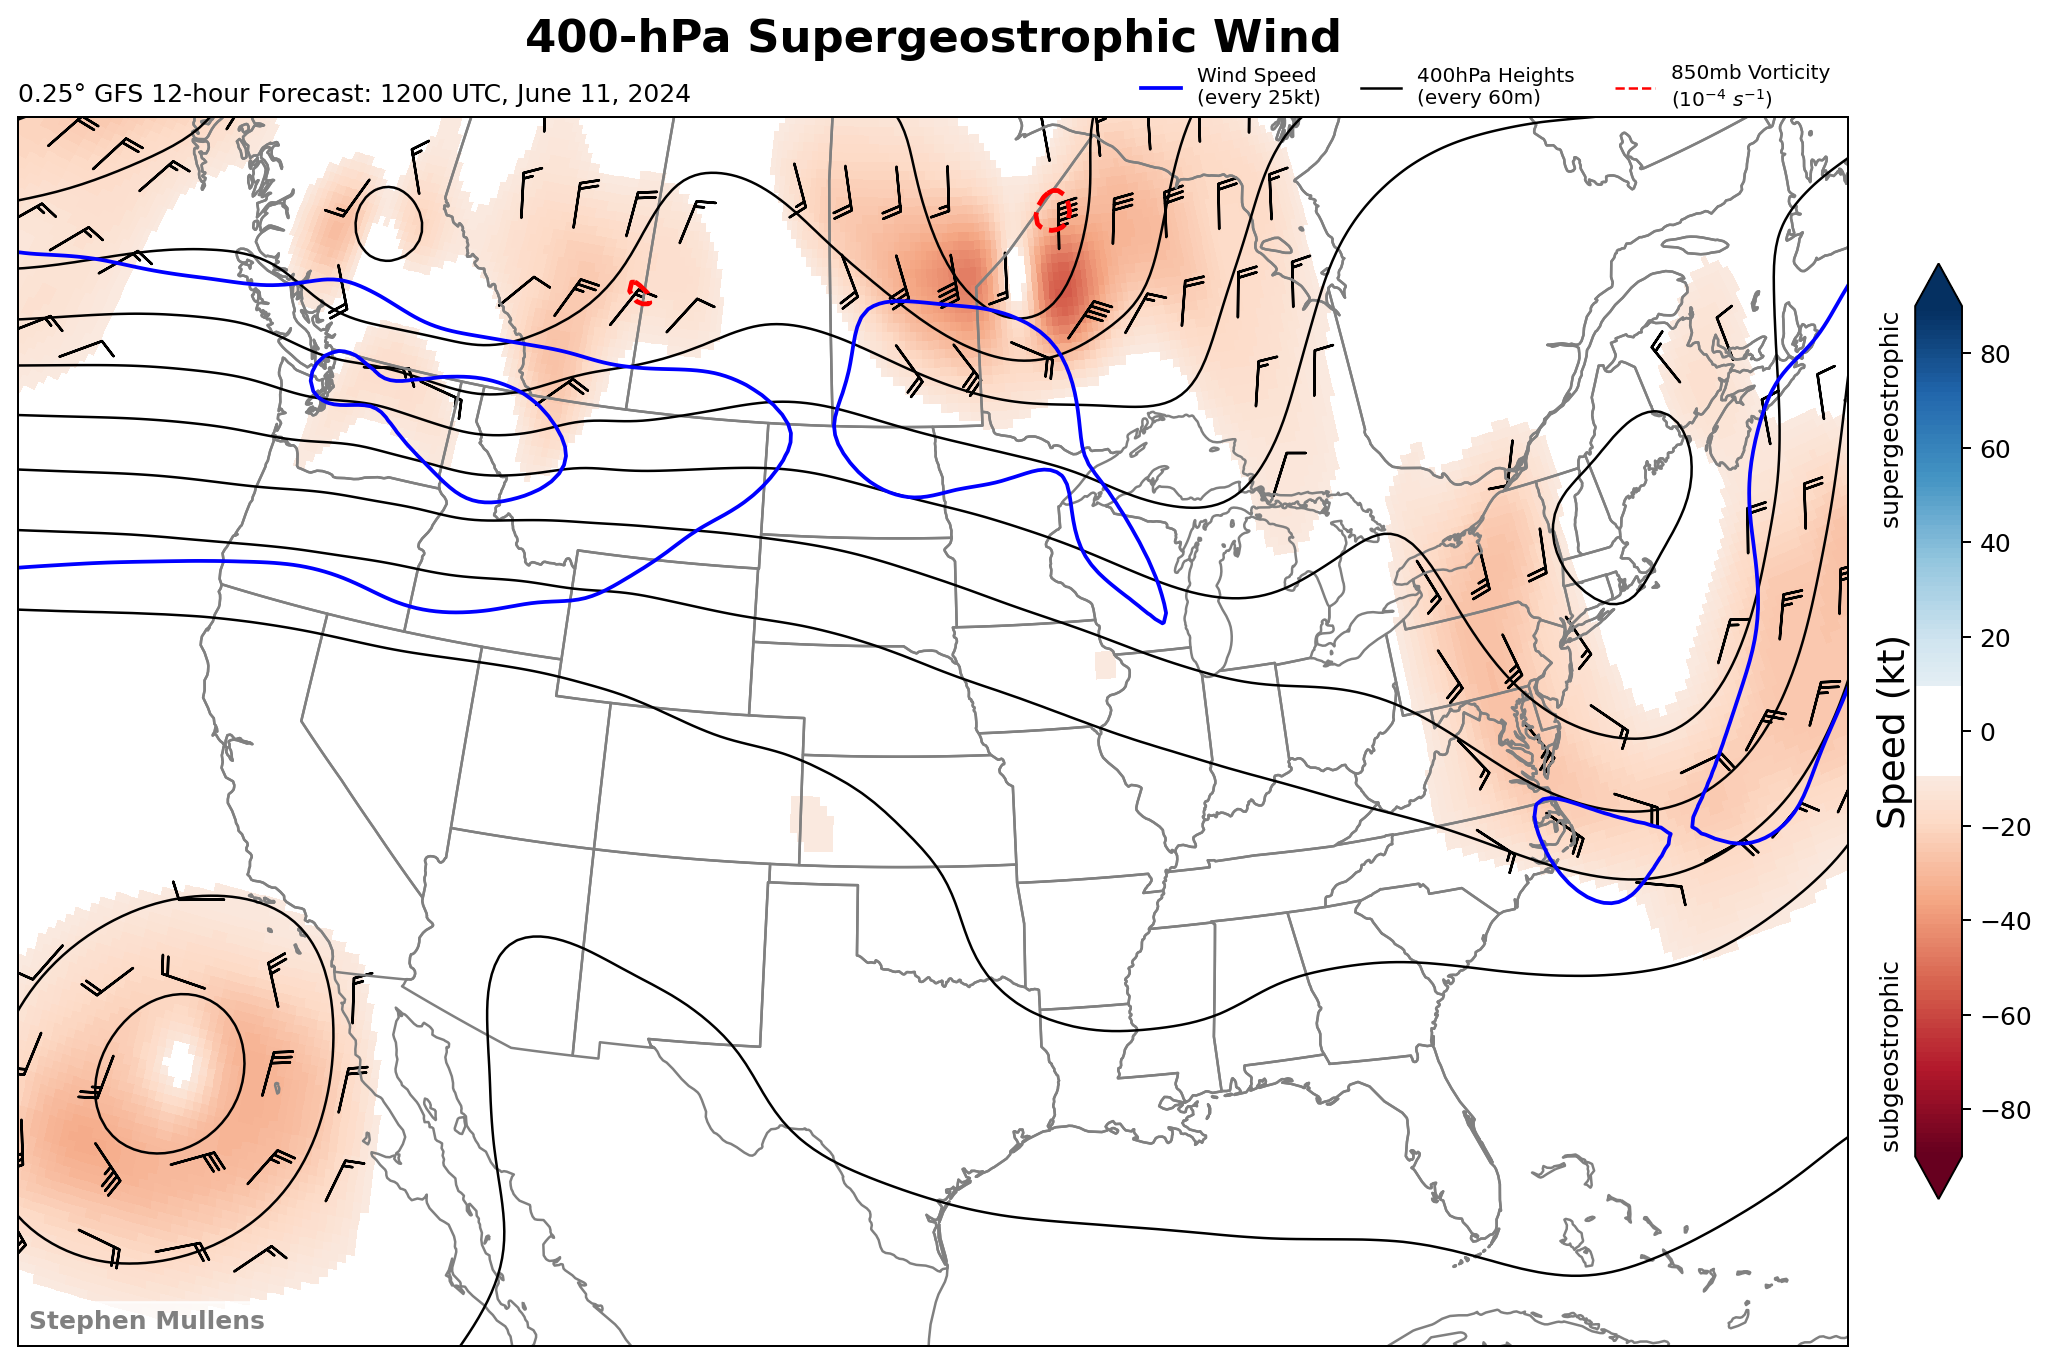 400-hPa Supergeostrophic Wind
0.25° GFS 12-hour Forecast: 1200 UTC, June 11, 2024
Wind Speed
(every 25kt)
400hPa Heights
(every 60m)
850mb Vorticity
(10⁻⁴ s⁻¹)
supergeostrophic
subgeostrophic
Speed (kt)
80
60
40
20
0
−20
−40
−60
−80
Stephen Mullens